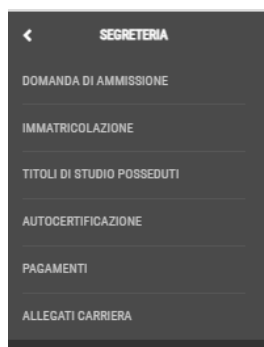 SEGRETERIA
DOMANDA DI AMMISSIONE
IMMATRICOLAZIONE
TITOLI DI STUDIO POSSEDUTI
AUTOCERTIFICAZIONE
PAGAMENTI
ALLEGATI CARRIERA